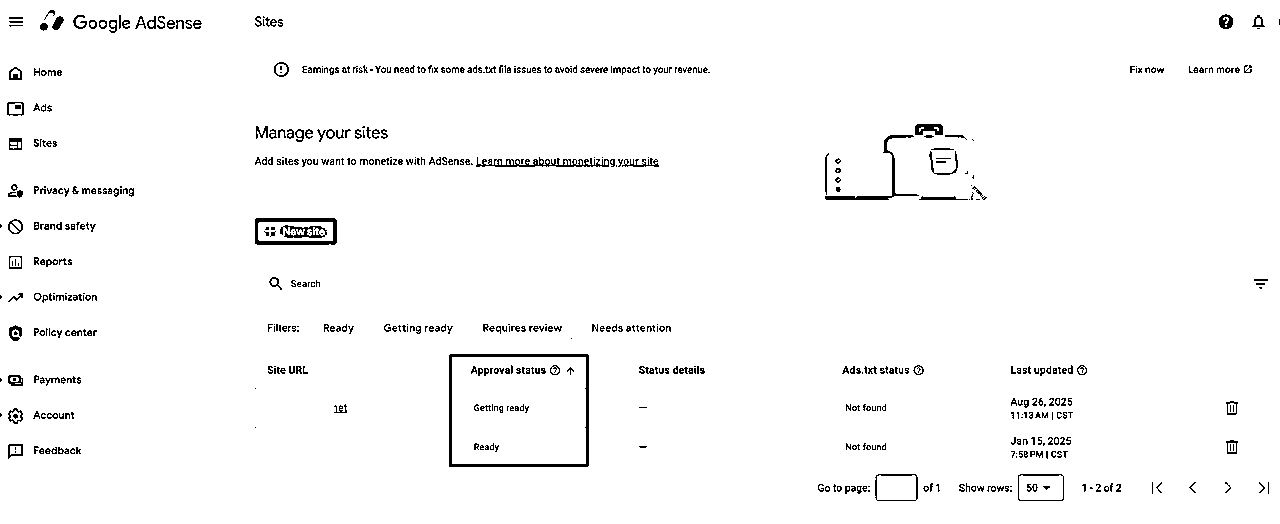 Google AdSense Sites
Earnings at risk - You need to fix some ads.txt file issues to avoid severe impact to your revenue. Fix now Learn more
Home
Ads
Sites
Privacy & messaging
Brand safety
Reports
Optimization
Policy center
Payments
Account
Feedback
Manage your sites
Add sites you want to monetize with AdSense. Learn more about monetizing your site
New site
Search
Filters: Ready Getting ready Requires review Needs attention
Site URL Approval status Status details Ads.txt status Last updated
Getting ready — Not found Aug 26, 2025
11:13 AM | CST
Ready — Not found Jan 15, 2025
7:58 PM | CST
Go to page: of 1 Show rows: 50 1 - 2 of 2